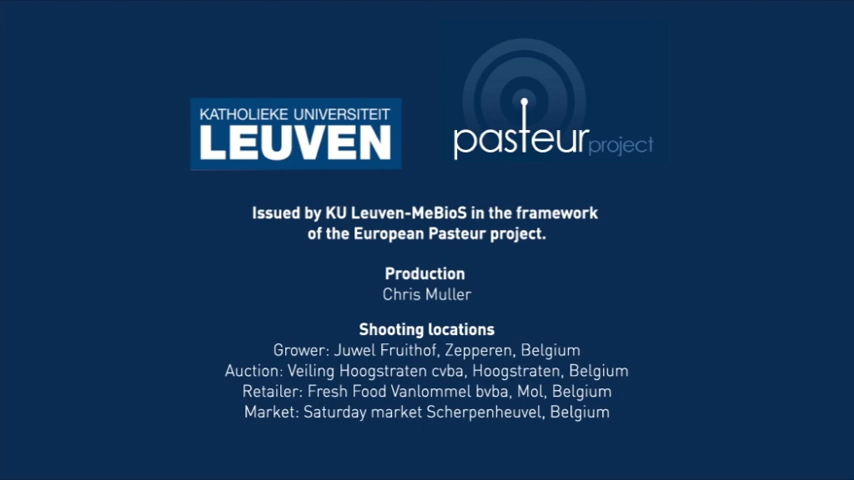 KATHOLIEKE UNIVERSITEIT
LEUVEN
pasteurproject
Issued by KU Leuven-MeBioS in the framework
of the European Pasteur project.
Production
Chris Muller
Shooting locations
Grower: Juwel Fruithof, Zepperen, Belgium
Auction: Veiling Hoogstraten cvba, Hoogstraten, Belgium
Retailer: Fresh Food Vanlommel bvba, Mol, Belgium
Market: Saturday market Scherpenheuvel, Belgium